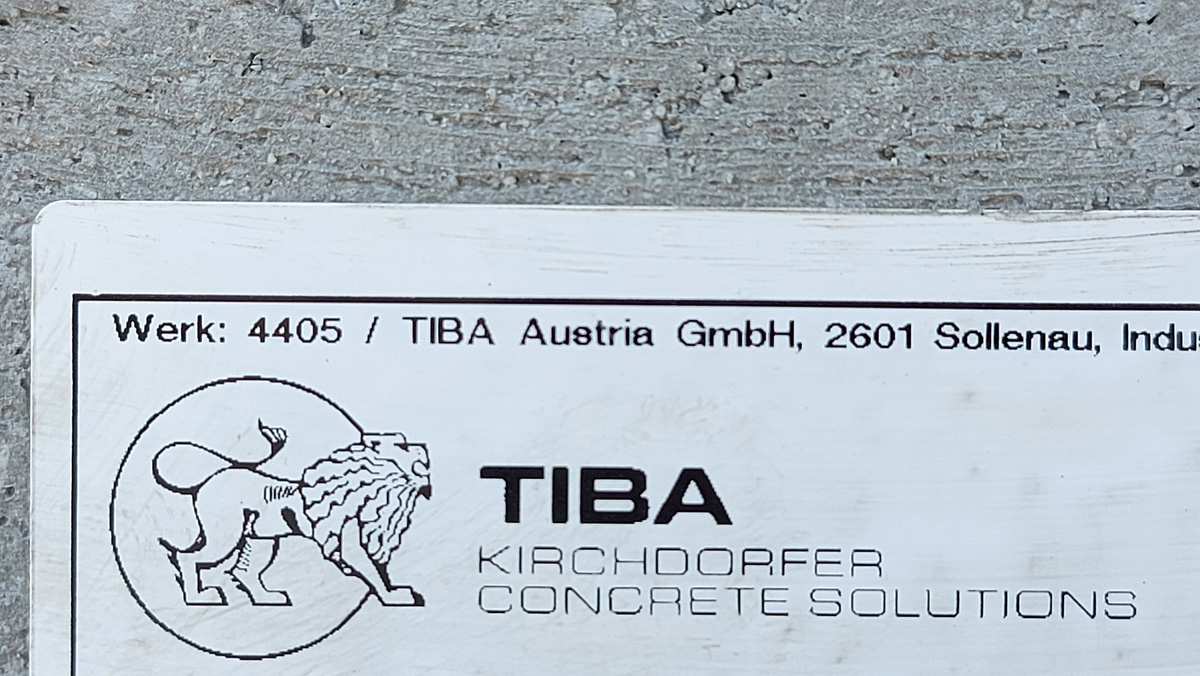 Werk: 4405 / TIBA Austria GmbH, 2601 Sollenau,
TIBA
KIRCHDORFER
CONCRETE SOLUTIONS